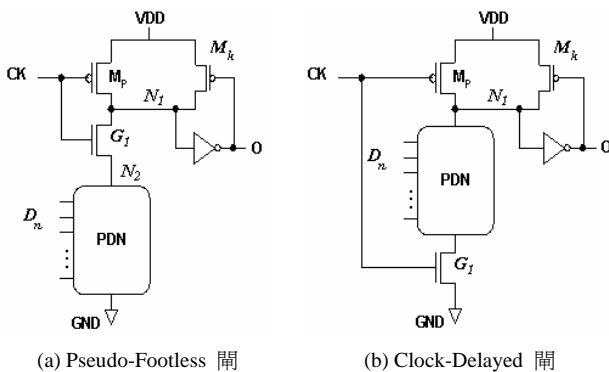 VDD
CK
Mp
Mk
N1
G1
O
N2
Dn
PDN
GND
(a) Pseudo-Footless 閘
VDD
CK
Mp
Mk
N1
O
Dn
PDN
G1
GND
(b) Clock-Delayed 閘